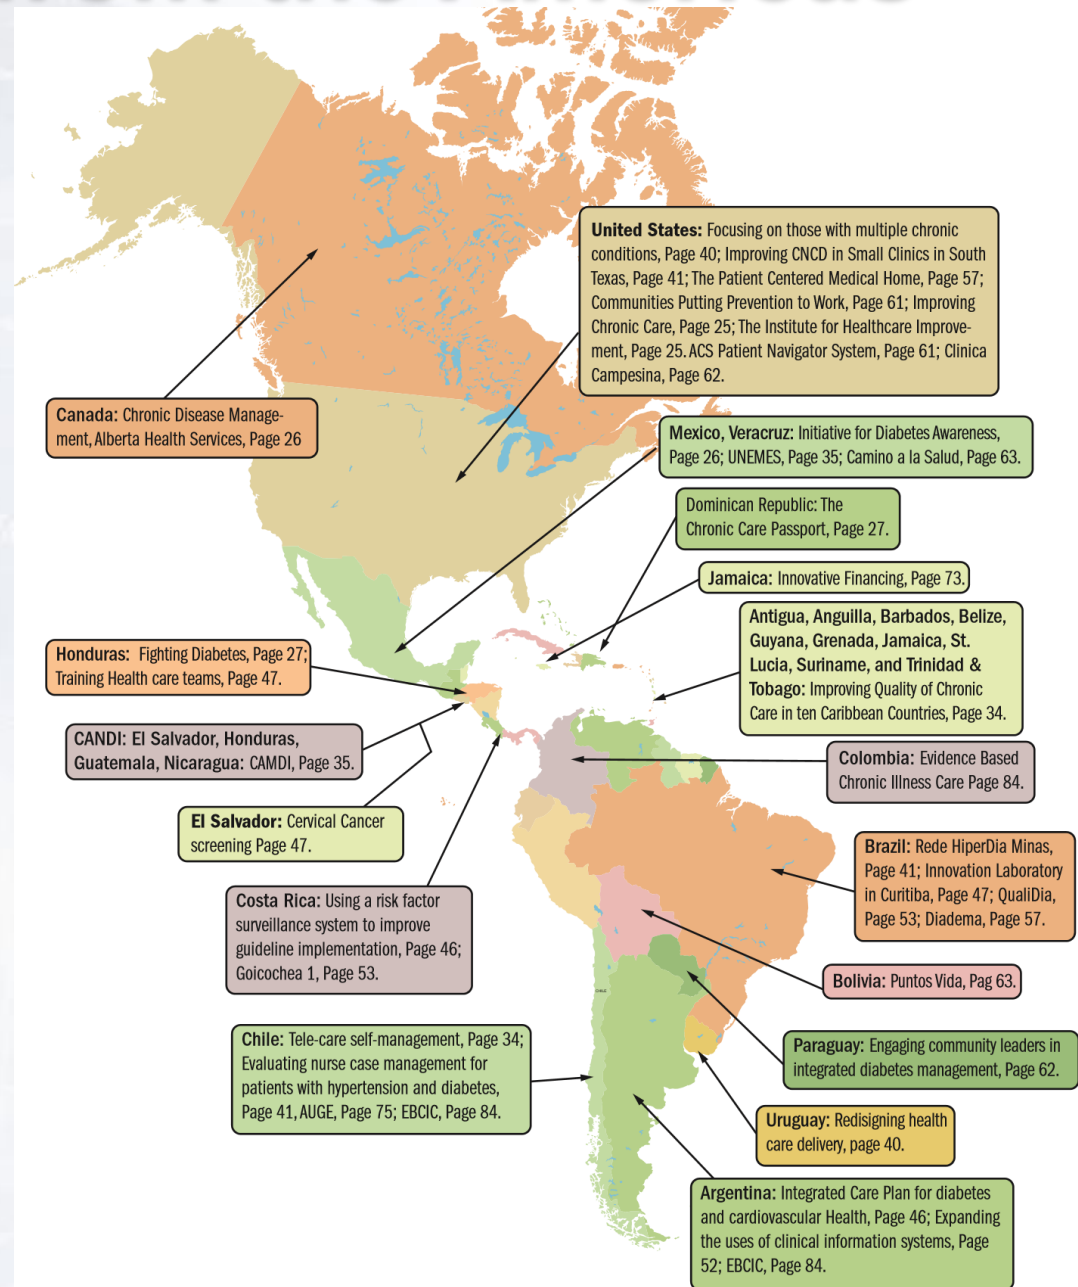 United States: Focusing on those with multiple chronic
conditions, Page 40; Improving CNCD in Small Clinics in South
Texas, Page 41; The Patient Centered Medical Home, Page 57;
Communities Putting Prevention to Work, Page 61; Improving
Chronic Care, Page 25; The Institute for Healthcare Improve-
ment, Page 25. ACS Patient Navigator System, Page 61; Clinica
Campesina, Page 62.
Canada: Chronic Disease Manage-
ment, Alberta Health Services, Page 26
Mexico, Veracruz: Initiative for Diabetes Awareness,
Page 26; UNEMES, Page 35; Camino a la Salud, Page 63.
Dominican Republic: The
Chronic Care Passport, Page 27.
Jamaica: Innovative Financing, Page 73.
Antigua, Anguilla, Barbados, Belize,
Guyana, Grenada, Jamaica, St.
Lucia, Suriname, and Trinidad &
Tobago: Improving Quality of Chronic
Care in ten Caribbean Countries, Page 34.
Honduras: Fighting Diabetes, Page 27;
Training Health care teams, Page 47.
CANDI: El Salvador, Honduras,
Guatemala, Nicaragua: CAMDI, Page 35.
Colombia: Evidence Based
Chronic Illness Care Page 84.
El Salvador: Cervical Cancer
screening Page 47.
Brazil: Rede HiperDia Minas,
Page 41; Innovation Laboratory
in Curitiba, Page 47; QualiDia,
Page 53; Diadema, Page 57.
Costa Rica: Using a risk factor
surveillance system to improve
guideline implementation, Page 46;
Goicochea 1, Page 53.
Bolivia: Puntos Vida, Pag 63.
CHILE
Chile: Tele-care self-management, Page 34;
Evaluating nurse case management for
patients with hypertension and diabetes,
Page 41, AUGE, Page 75; EBCIC, Page 84.
Paraguay: Engaging community leaders in
integrated diabetes management, Page 62.
Uruguay: Redisigning health
care delivery, page 40.
Argentina: Integrated Care Plan for diabetes
and cardiovascular Health, Page 46; Expanding
the uses of clinical information systems, Page
52; EBCIC, Page 84.